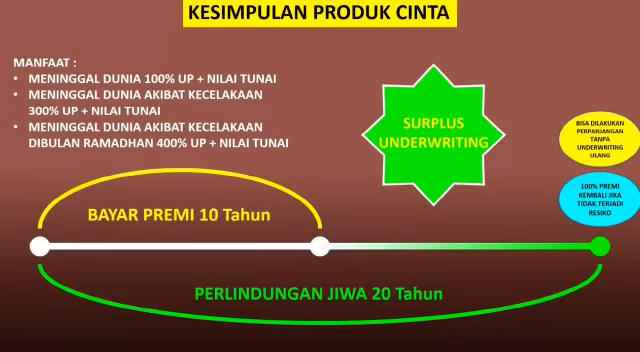 KESIMPULAN PRODUK CINTA
MANFAAT :
• MENINGGAL DUNIA 100% UP + NILAI TUNAI
• MENINGGAL DUNIA AKIBAT KECELAKAAN
300% UP + NILAI TUNAI
• MENINGGAL DUNIA AKIBAT KECELAKAAN
DIBULAN RAMADHAN 400% UP + NILAI TUNAI
SURPLUS
UNDERWRITING
BISA DILAKUKAN
PERPANJANGAN
TANPA
UNDERWRITING
ULANG
100% PREMI
KEMBALI JIKA
TIDAK TERJADI
RESIKO
BAYAR PREMI 10 Tahun
PERLINDUNGAN JIWA 20 Tahun